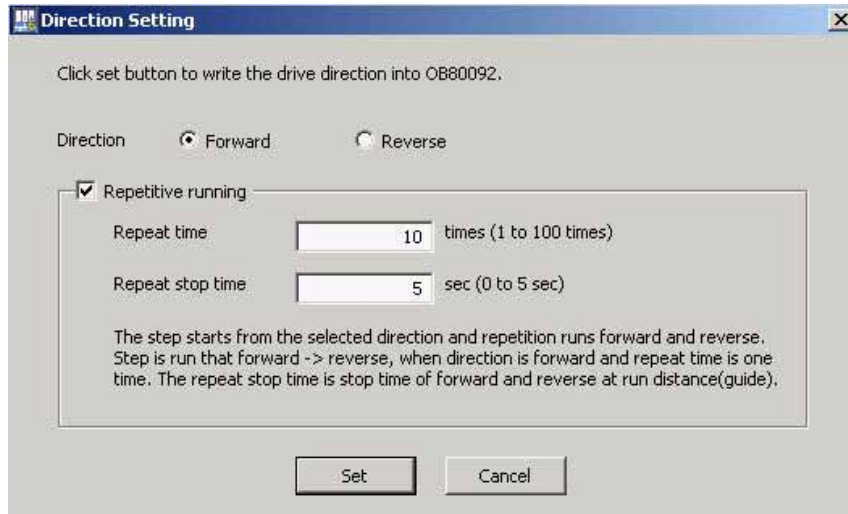 Direction Setting
Click set button to write the drive direction into OB80092.
Direction Forward Reverse
Repetitive running
Repeat time 10 times (1 to 100 times)
Repeat stop time 5 sec (0 to 5 sec)
The step starts from the selected direction and repetition runs forward and reverse.
Step is run that forward -> reverse, when direction is forward and repeat time is one
time. The repeat stop time is stop time of forward and reverse at run distance(guide).
Set Cancel